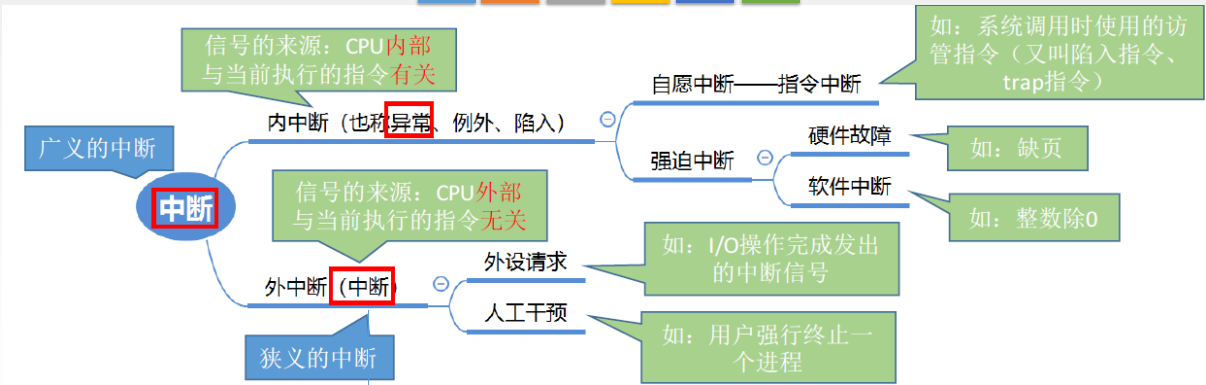 如：系统调用时使用的访
管指令（又叫陷入指令、
trap指令）
信号的来源：CPU内部
与当前执行的指令有关
自愿中断——指令中断
内中断（也称异常、例外、陷入）
硬件故障
如：缺页
广义的中断
强迫中断
软件中断
如：整数除0
中断
信号的来源：CPU外部
与当前执行的指令无关
外设请求
如：I/O操作完成发出
的中断信号
外中断（中断）
人工干预
如：用户强行终止一
个进程
狭义的中断